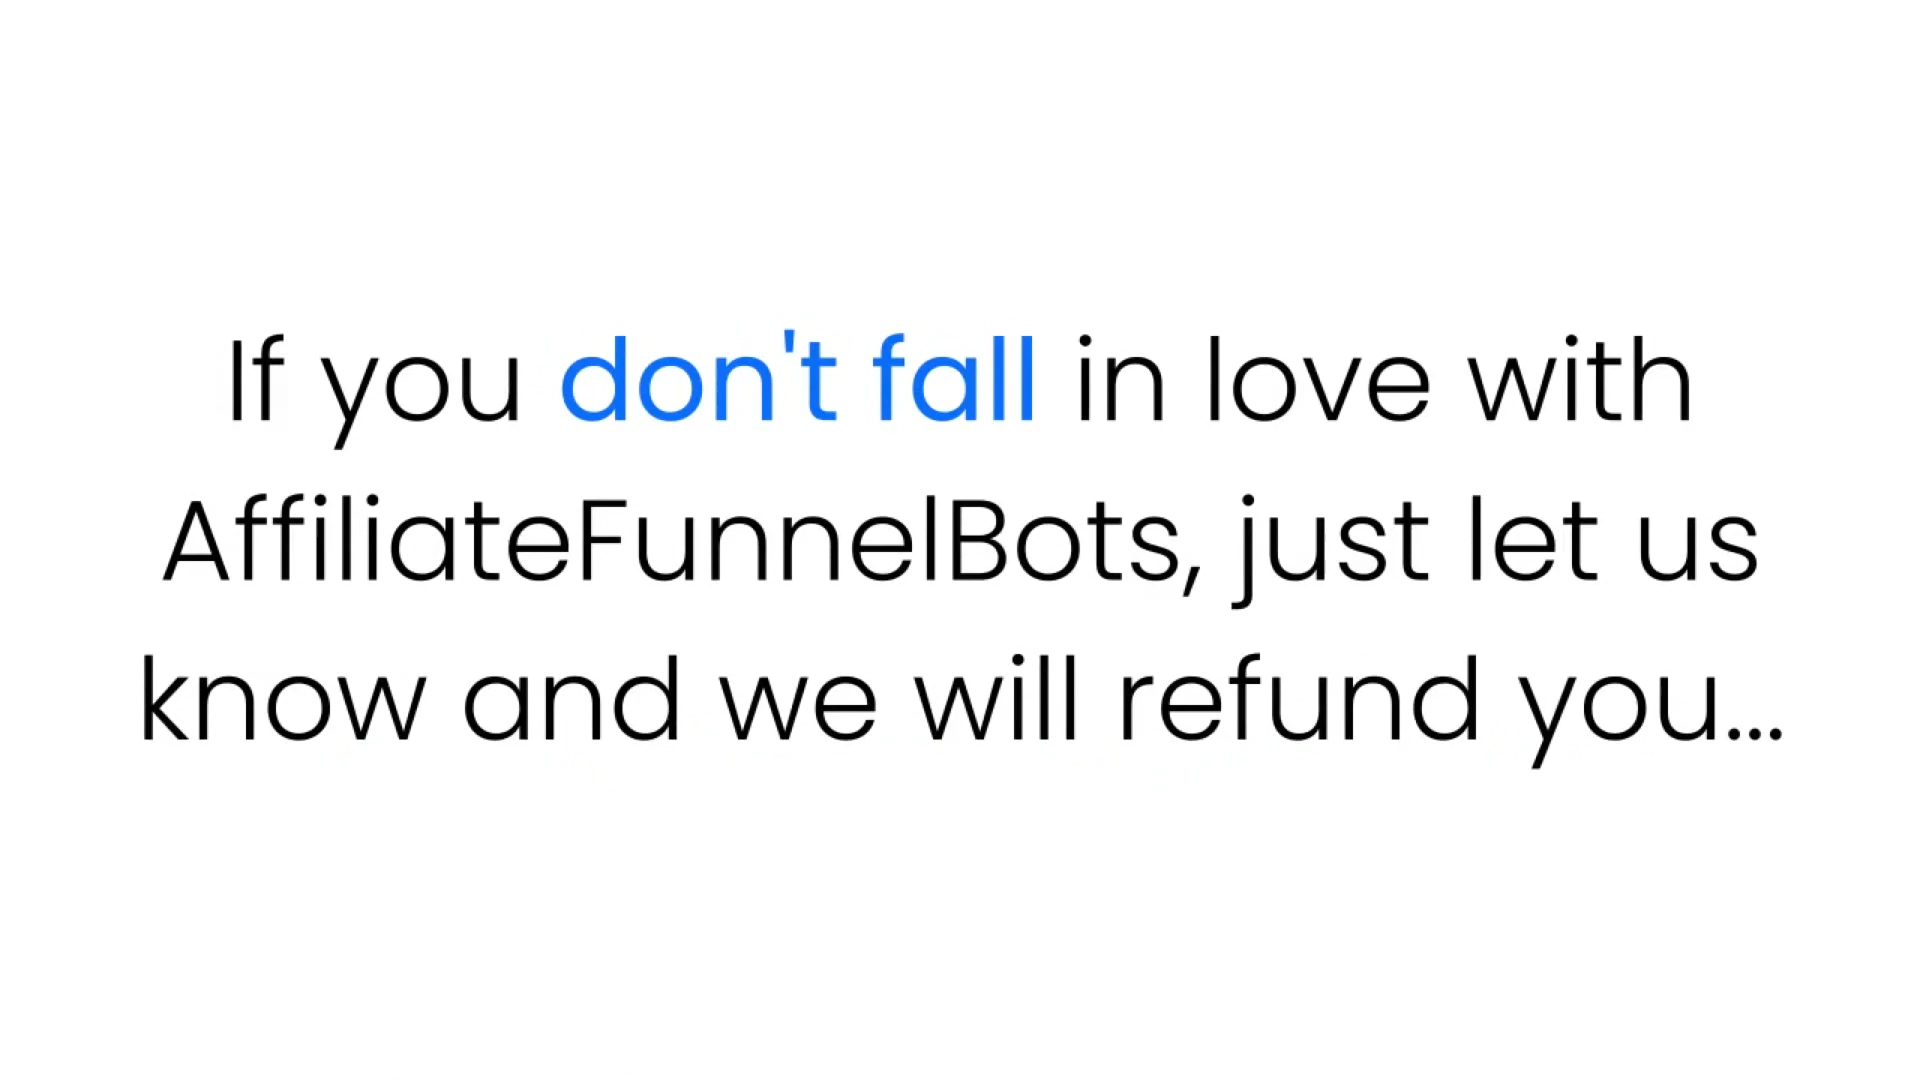 If you don't fall in love with
AffiliateFunnelBots, just let us
know and we will refund you...